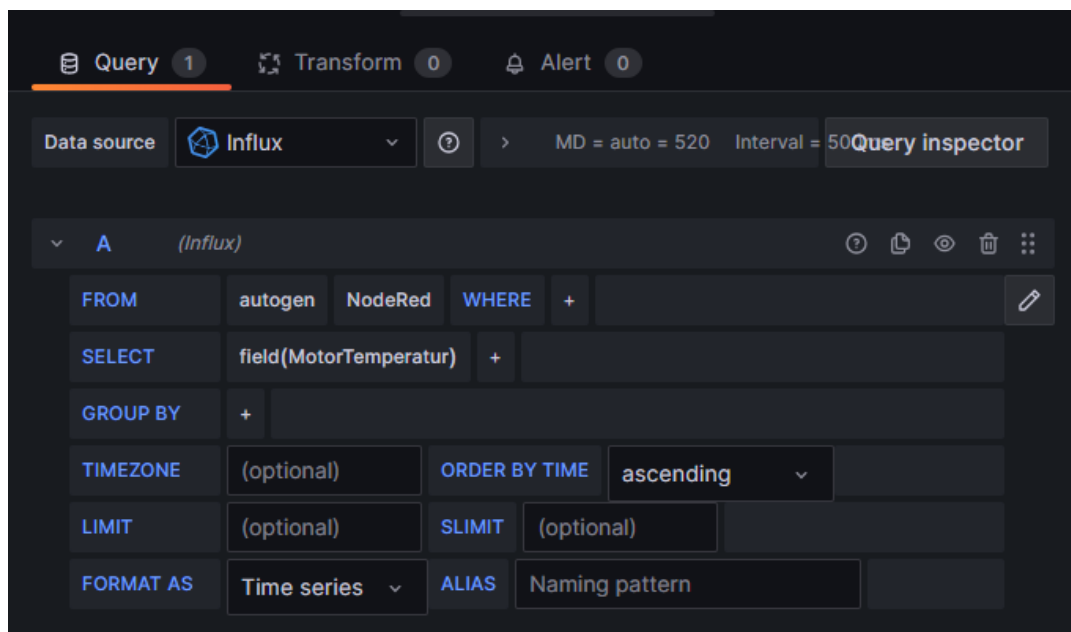 Query 1 Transform 0 Alert 0
Data source Influx MD = auto = 520 Interval = 500ms Query inspector
A (Influx)
FROM autogen NodeRed WHERE +
SELECT field(MotorTemperatur) +
GROUP BY +
TIMEZONE (optional) ORDER BY TIME ascending
LIMIT (optional) SLIMIT (optional)
FORMAT AS Time series ALIAS Naming pattern